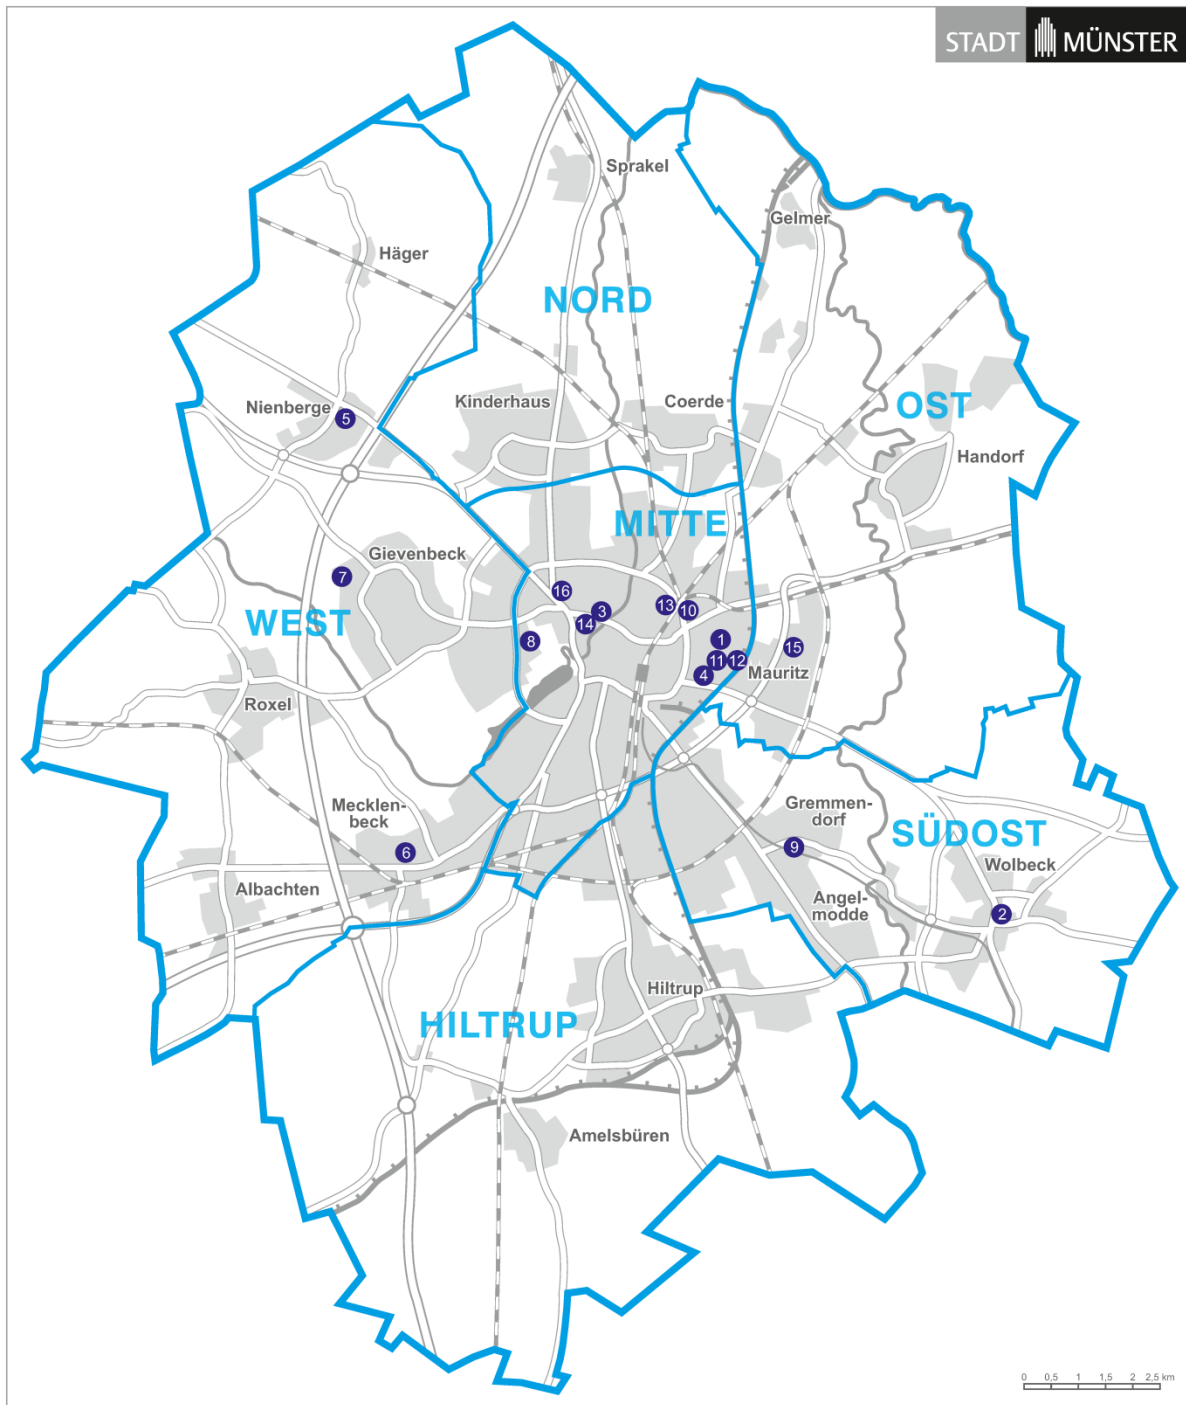 STADT MÜNSTER
Sprakel
Gelmer
Häger
NORD
Nienberge
5
Kinderhaus
Coerde
OST
Handorf
MITTE
Gievenbeck
7
16
3
13
10
14
WEST
8
1
15
11
12
4
Mauritz
Roxel
Mecklen-
beck
6
Gremmen-
dorf
9
SÜDOST
Wolbeck
Albachten
Angel-
modde
2
Hiltrup
HILTRUP
Amelsbüren
0 0,5 1 1,5 2 2,5 km